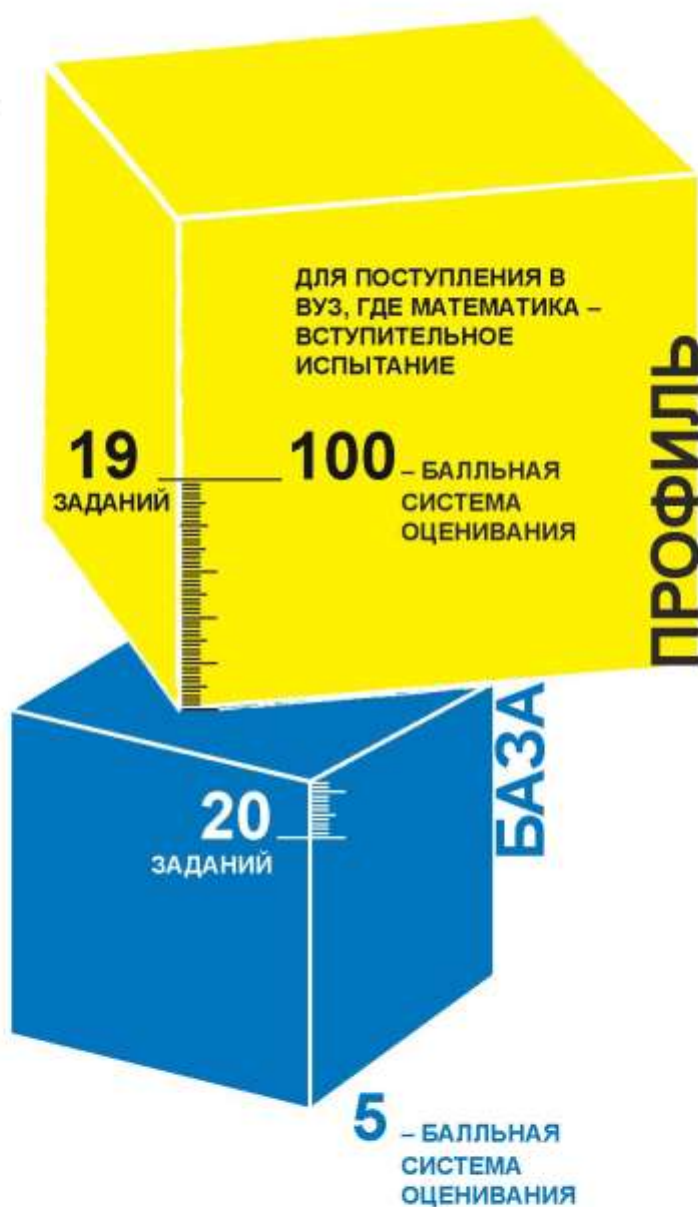 ДЛЯ ПОСТУПЛЕНИЯ В
ВУЗ, ГДЕ МАТЕМАТИКА –
ВСТУПИТЕЛЬНОЕ
ИСПЫТАНИЕ
19
ЗАДАНИЙ
100 – БАЛЛЬНАЯ
СИСТЕМА
ОЦЕНИВАНИЯ
ПРОФИЛЬ
20
ЗАДАНИЙ
БАЗА
5 – БАЛЛЬНАЯ
СИСТЕМА
ОЦЕНИВАНИЯ